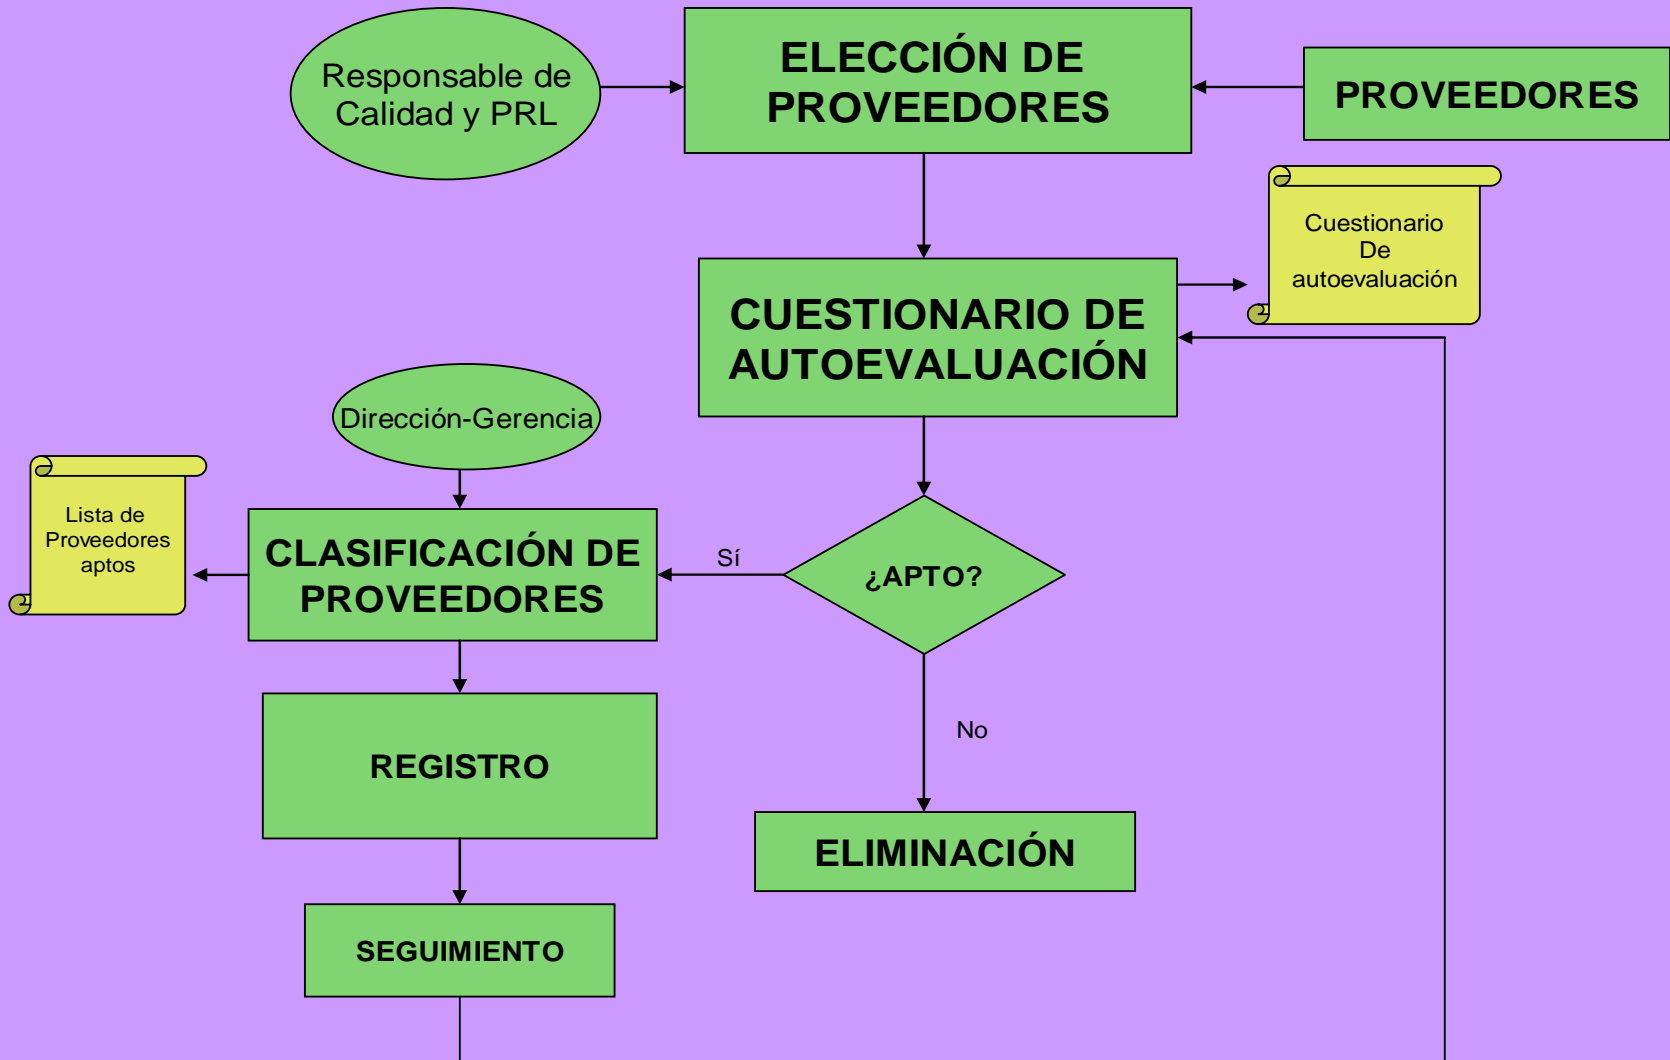 Responsable de
Calidad y PRL
ELECCIÓN DE
PROVEEDORES
PROVEEDORES
Cuestionario
De
autoevaluación
CUESTIONARIO DE
AUTOEVALUACIÓN
Dirección-Gerencia
Lista de
Proveedores
aptos
CLASIFICACIÓN DE
PROVEEDORES
Sí
¿APTO?
REGISTRO
No
ELIMINACIÓN
SEGUIMIENTO